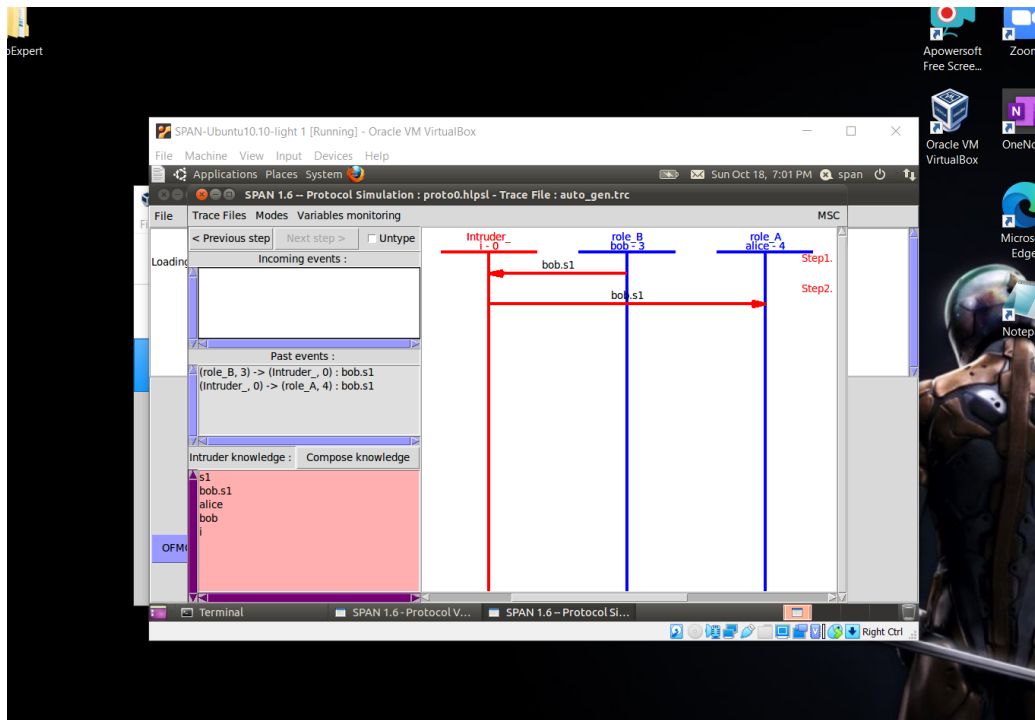 oExpert
Apowersoft
Free Scree...
Zoom
Oracle VM
VirtualBox
OneNo
Micros
Edge
Notep
SPAN-Ubuntu10.10-light 1 [Running] - Oracle VM VirtualBox
File Machine View Input Devices Help
Applications Places System
Sun Oct 18, 7:01 PM span
SPAN 1.6 -- Protocol Simulation : proto0.hlpsl - Trace File : auto_gen.trc
File
Trace Files Modes Variables monitoring MSC
< Previous step Next step > Untype
Loading
Incoming events :
Past events :
(role_B, 3) -> (Intruder_, 0) : bob.s1
(Intruder_, 0) -> (role_A, 4) : bob.s1
Intruder knowledge : Compose knowledge
s1
bob.s1
alice
bob
i
OFM
Intruder_
i - 0
role_B
bob - 3
role_A
alice - 4
Step1.
bob.s1
Step2.
bob.s1
Terminal
SPAN 1.6 - Protocol V...
SPAN 1.6 -- Protocol Si...
Right Ctrl